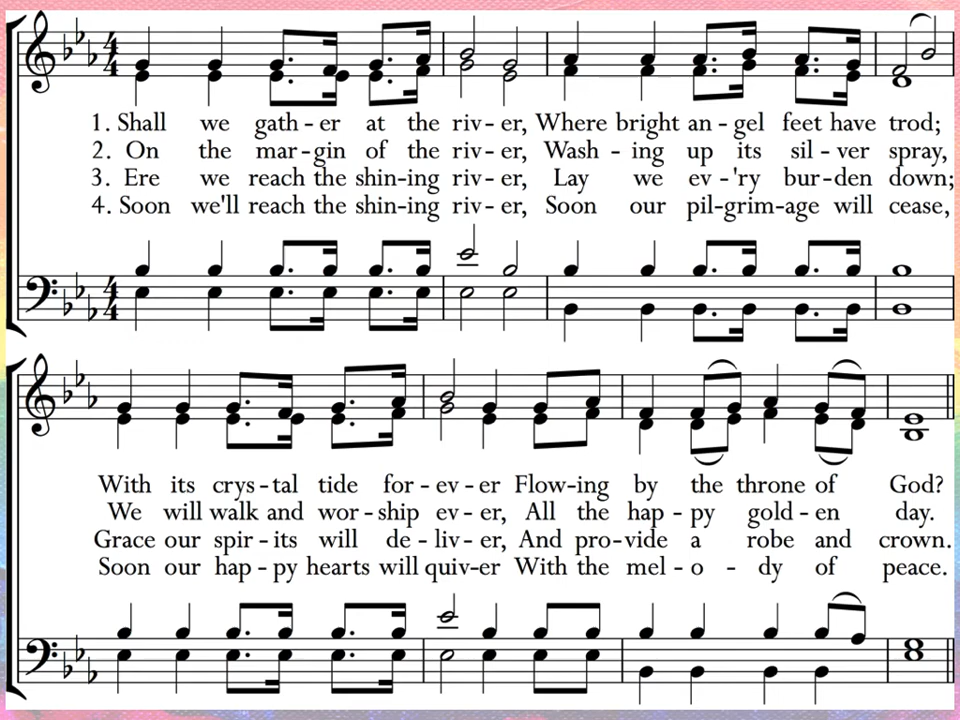 1. Shall we gath - er at the riv - er, Where bright an - gel feet have trod;
2. On the mar - gin of the riv - er, Wash - ing up its sil - ver spray,
3. Ere we reach the shin - ing riv - er, Lay we ev - 'ry bur - den down;
4. Soon we'll reach the shin - ing riv - er, Soon our pil - grim - age will cease,
With its crys - tal tide for - ev - er Flow - ing by the throne of God?
We will walk and wor - ship ev - er, All the hap - py gold - en day.
Grace our spir - its will de - liv - er, And pro - vide a robe and crown.
Soon our hap - py hearts will quiv - er With the mel - o - dy of peace.